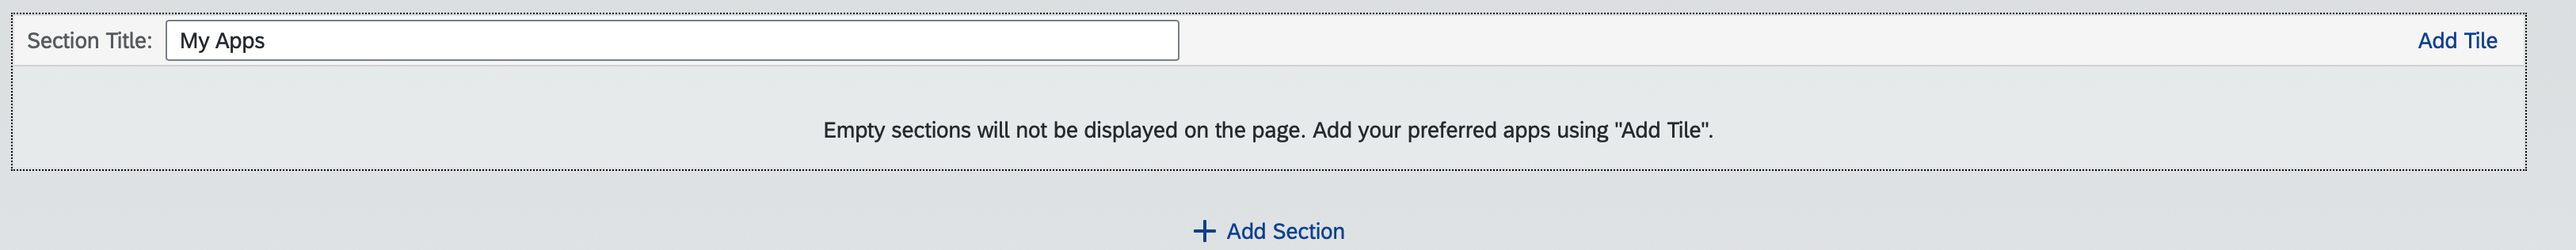 Section Title: My Apps Add Tile
Empty sections will not be displayed on the page. Add your preferred apps using "Add Tile".
+ Add Section